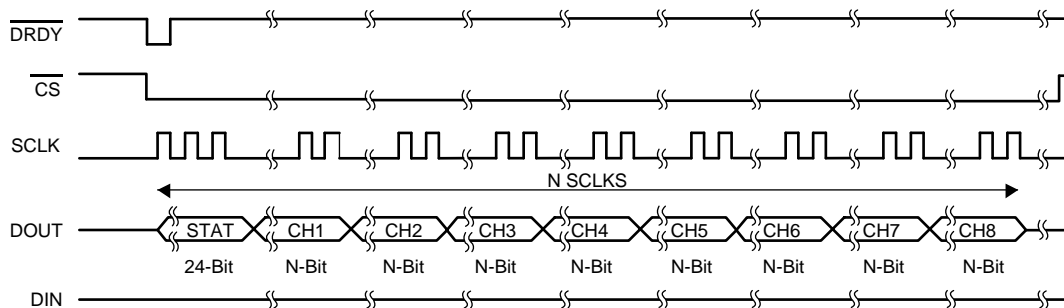 DRDY
CS
SCLK
N SCLKS
DOUT STAT CH1 CH2 CH3 CH4 CH5 CH6 CH7 CH8
24-Bit N-Bit N-Bit N-Bit N-Bit N-Bit N-Bit N-Bit N-Bit
DIN